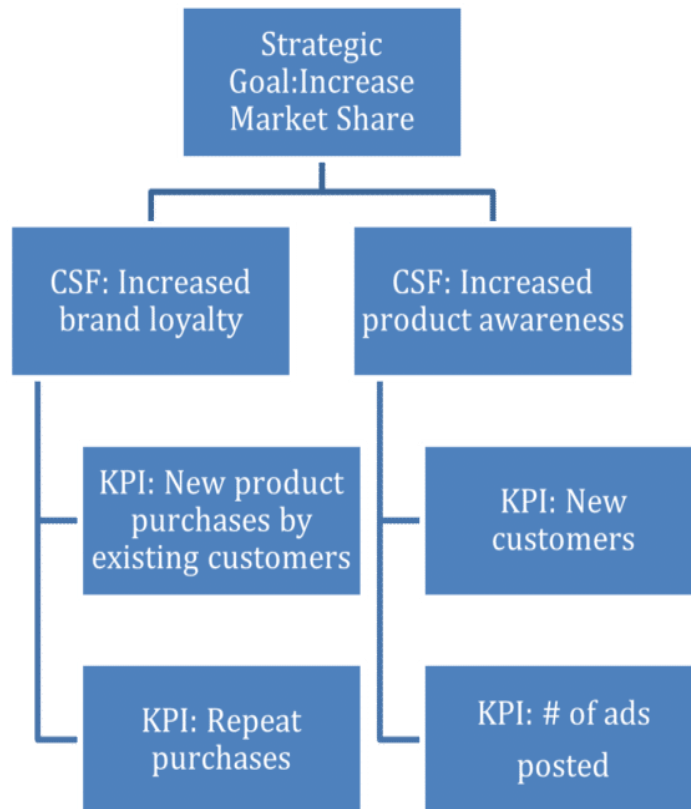 Strategic
Goal:Increase
Market Share
CSF: Increased
brand loyalty
CSF: Increased
product awareness
KPI: New product
purchases by
existing customers
KPI: New
customers
KPI: Repeat
purchases
KPI: # of ads
posted